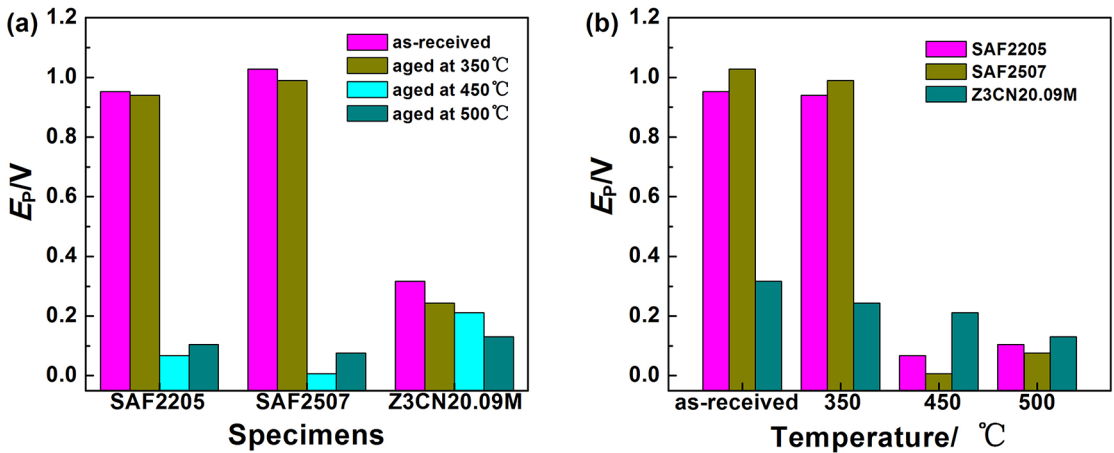 (a)
1.2
1.0
0.8
0.6
0.4
0.2
0.0
EP/V
as-received
aged at 350℃
aged at 450℃
aged at 500℃
SAF2205 SAF2507 Z3CN20.09M
Specimens
(b)
1.2
1.0
0.8
0.6
0.4
0.2
0.0
EP/V
SAF2205
SAF2507
Z3CN20.09M
as-received 350 450 500
Temperature/ ℃